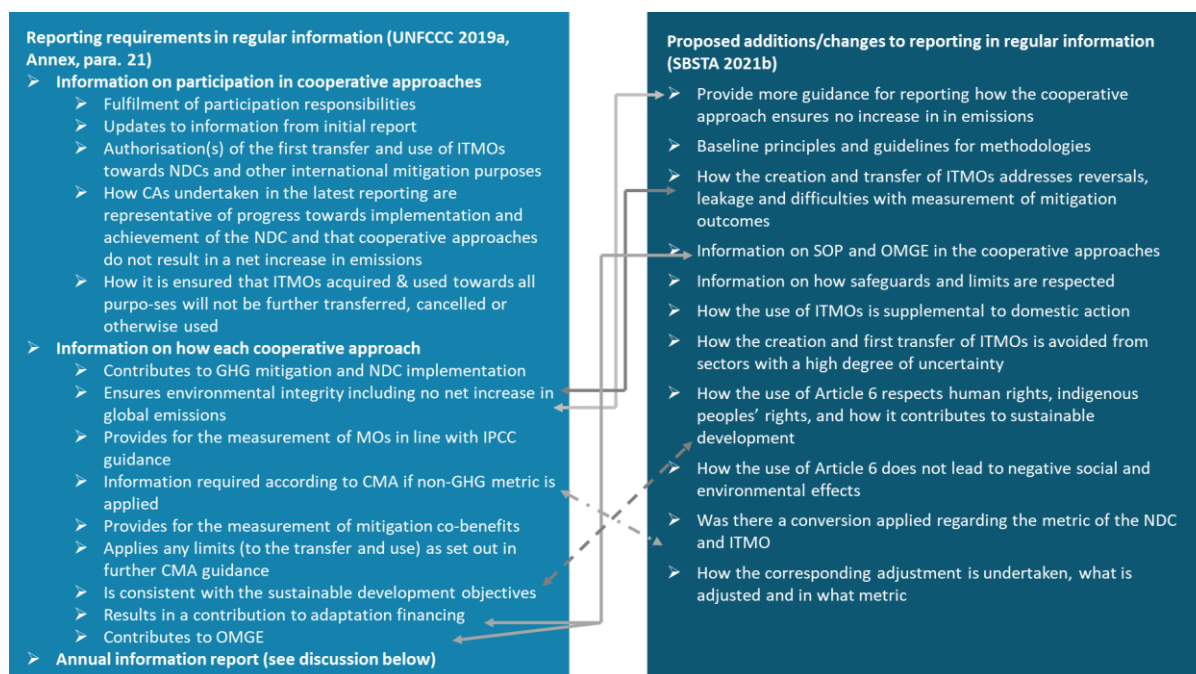 Reporting requirements in regular information (UNFCCC 2019a,
Annex, para. 21)
➤ Information on participation in cooperative approaches
➤ Fulfilment of participation responsibilities
➤ Updates to information from initial report
➤ Authorisation(s) of the first transfer and use of ITMOs
towards NDCs and other international mitigation purposes
➤ How CAs undertaken in the latest reporting are
representative of progress towards implementation and
achievement of the NDC and that cooperative approaches
do not result in a net increase in emissions
➤ How it is ensured that ITMOs acquired & used towards all
purpo-ses will not be further transferred, cancelled or
otherwise used
➤ Information on how each cooperative approach
➤ Contributes to GHG mitigation and NDC implementation
➤ Ensures environmental integrity including no net increase in
global emissions
➤ Provides for the measurement of MOs in line with IPCC
guidance
➤ Information required according to CMA if non-GHG metric is
applied
➤ Provides for the measurement of mitigation co-benefits
➤ Applies any limits (to the transfer and use) as set out in
further CMA guidance
➤ Is consistent with the sustainable development objectives
➤ Results in a contribution to adaptation financing
➤ Contributes to OMGE
➤ Annual information report (see discussion below)
Proposed additions/changes to reporting in regular information
(SBSTA 2021b)
➤ Provide more guidance for reporting how the cooperative
approach ensures no increase in in emissions
➤ Baseline principles and guidelines for methodologies
➤ How the creation and transfer of ITMOs addresses reversals,
leakage and difficulties with measurement of mitigation
outcomes
➤ Information on SOP and OMGE in the cooperative approaches
➤ Information on how safeguards and limits are respected
➤ How the use of ITMOs is supplemental to domestic action
➤ How the creation and first transfer of ITMOs is avoided from
sectors with a high degree of uncertainty
➤ How the use of Article 6 respects human rights, indigenous
peoples’ rights, and how it contributes to sustainable
development
➤ How the use of Article 6 does not lead to negative social and
environmental effects
➤ Was there a conversion applied regarding the metric of the NDC
and ITMO
➤ How the corresponding adjustment is undertaken, what is
adjusted and in what metric